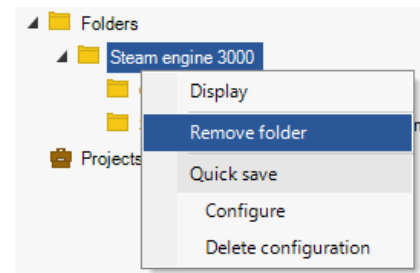 Folders
Steam engine 3000
Display
Remove folder
Projects
Quick save
Configure
Delete configuration